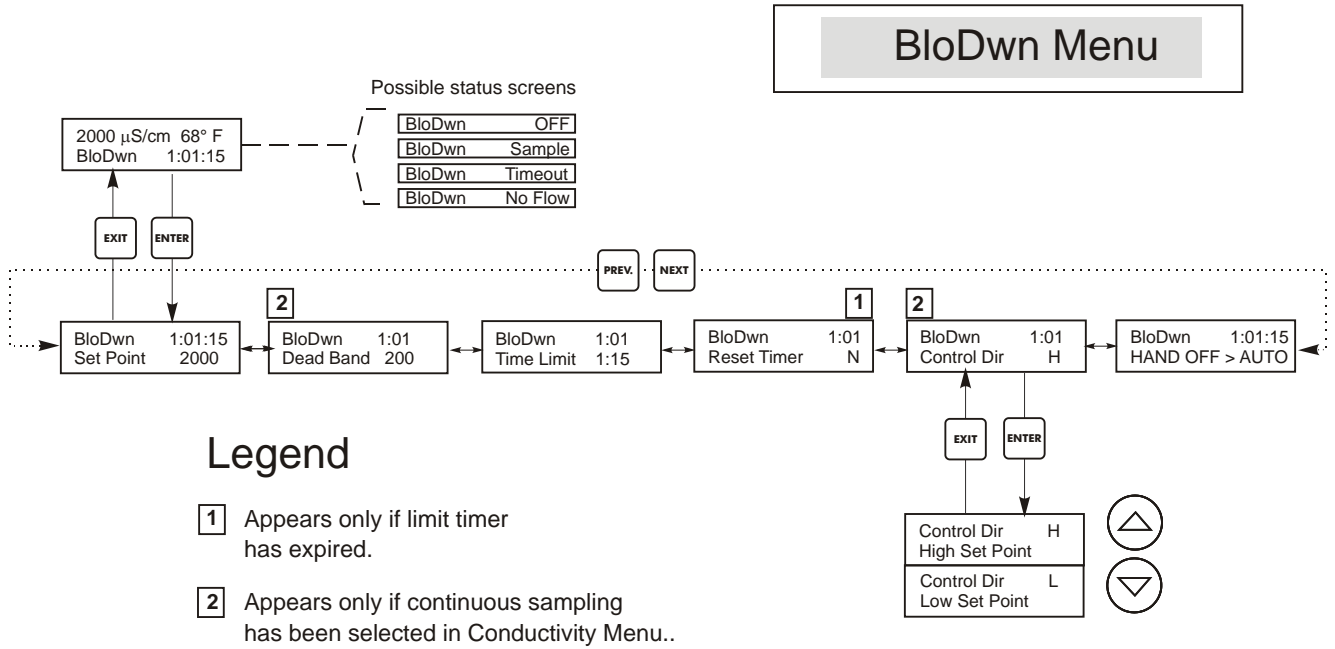 BloDwn Menu
Possible status screens
2000 µS/cm 68° F
BloDwn 1:01:15
BloDwn OFF
BloDwn Sample
BloDwn Timeout
BloDwn No Flow
EXIT
ENTER
PREV.
NEXT
2
1
2
BloDwn 1:01:15
Set Point 2000
BloDwn 1:01
Dead Band 200
BloDwn 1:01
Time Limit 1:15
BloDwn 1:01
Reset Timer N
BloDwn 1:01
Control Dir H
BloDwn 1:01:15
HAND OFF > AUTO
EXIT
ENTER
Control Dir H
High Set Point
Control Dir L
Low Set Point
Legend
1 Appears only if limit timer
has expired.
2 Appears only if continuous sampling
has been selected in Conductivity Menu..